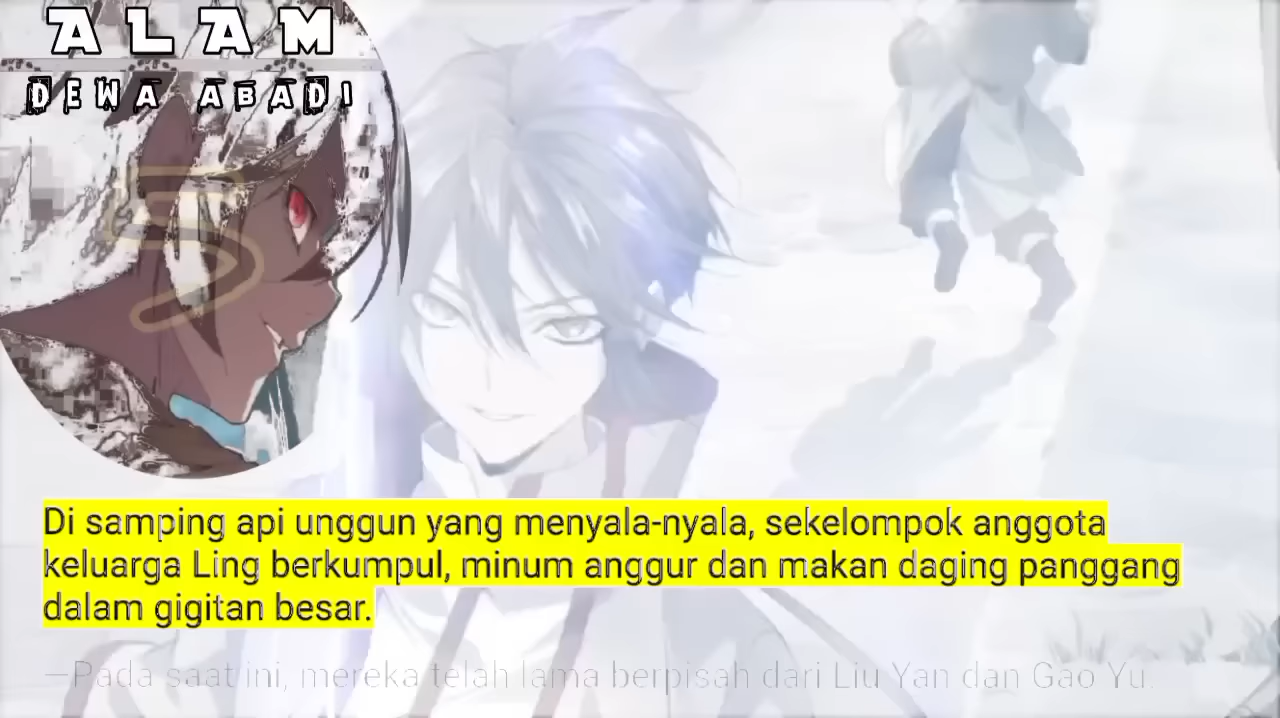 ALAM
DEWA ABADI
Di samping api unggun yang menyala-nyala, sekelompok anggota
keluarga Ling berkumpul, minum anggur dan makan daging panggang
dalam gigitan besar.
—Pada saat ini, mereka telah lama berpisah dari Liu Yan dan Gao Yu.